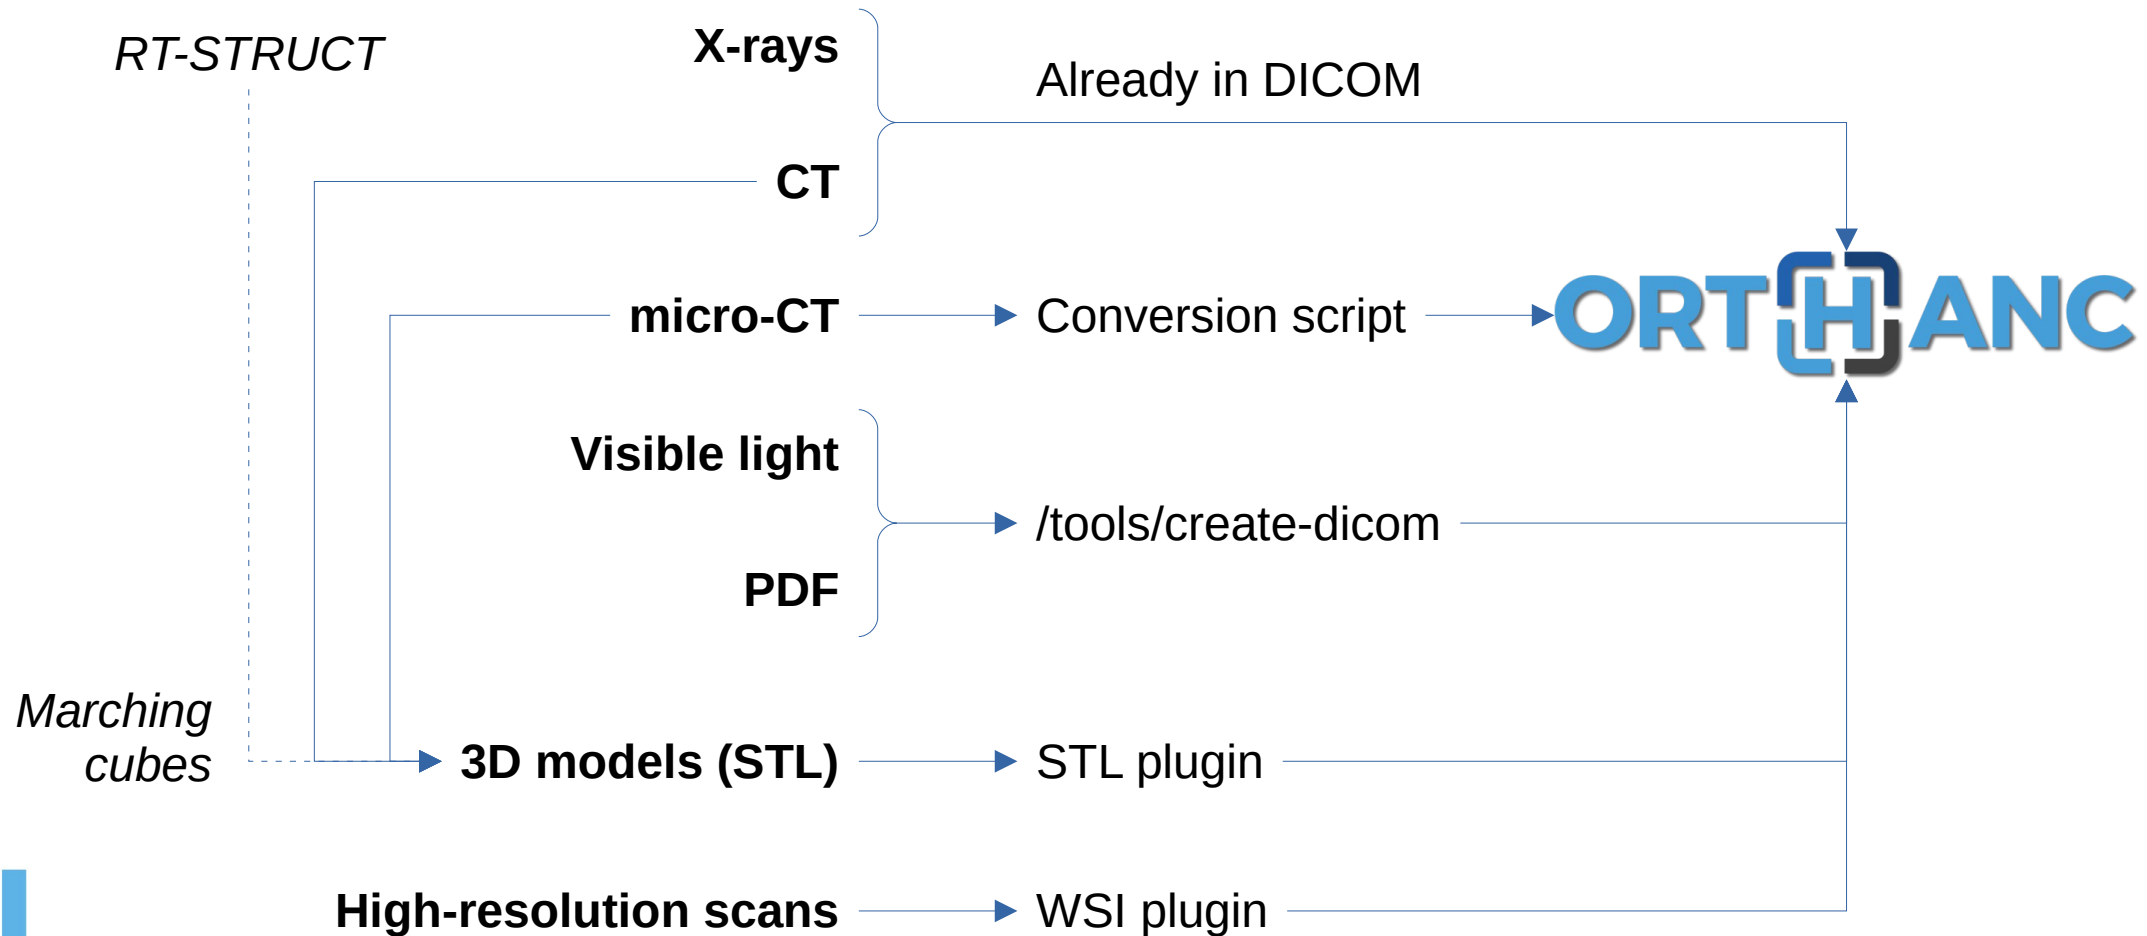 RT-STRUCT
X-rays
Already in DICOM
CT
micro-CT
Conversion script
ORTHANC
Visible light
/tools/create-dicom
PDF
Marching
cubes
3D models (STL)
STL plugin
High-resolution scans
WSI plugin